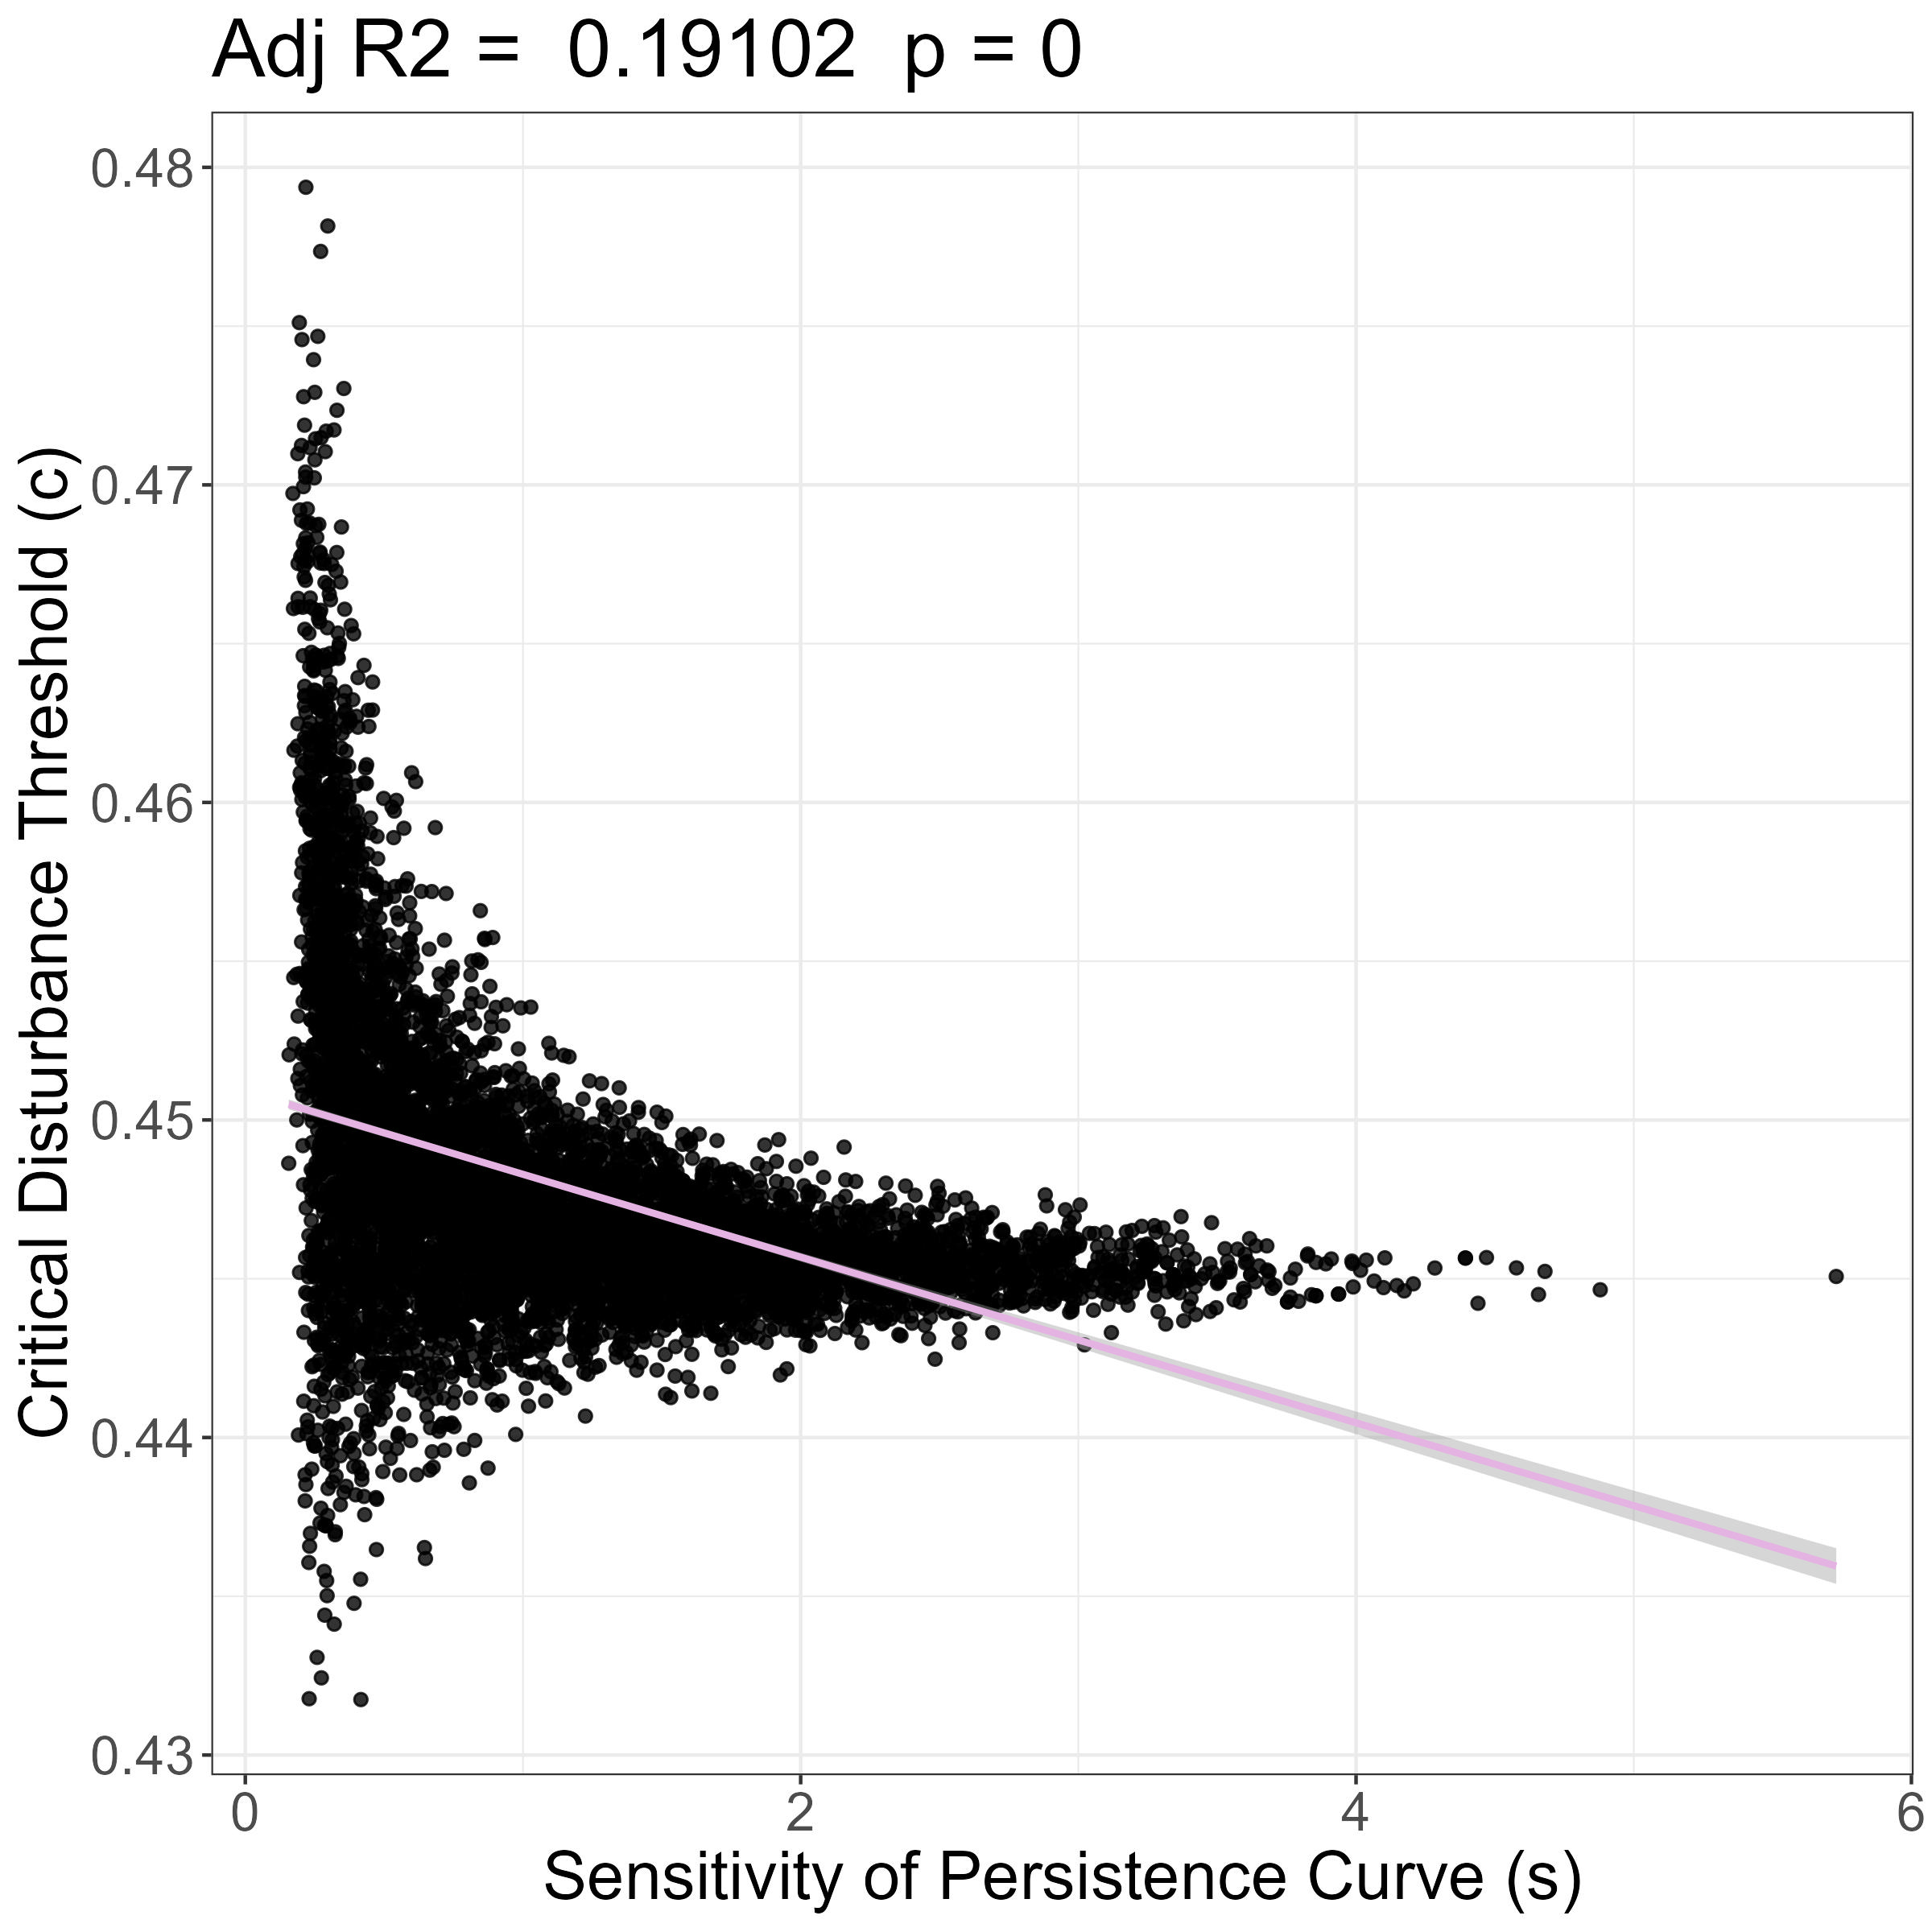 Adj R2 =  0.19102  p = 0
Critical Disturbance Threshold (c)
0.48
0.47
0.46
0.45
0.44
0.43
0 2 4 6
Sensitivity of Persistence Curve (s)